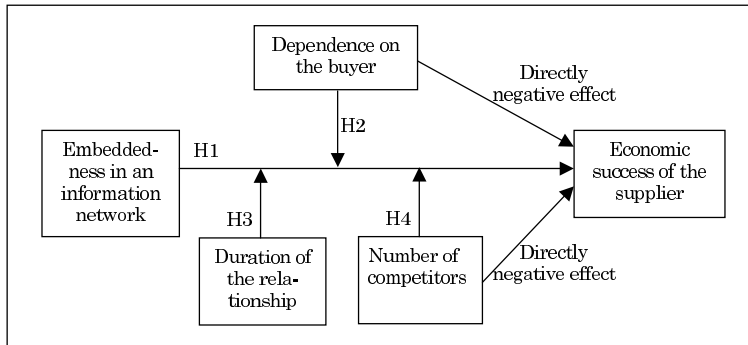 Dependence on
the buyer
Directly
negative effect
H2
Embedded-
ness in an
information
network
H1
Economic
success of the
supplier
H3
H4
Duration of
the rela-
tionship
Number of
competitors
Directly
negative effect